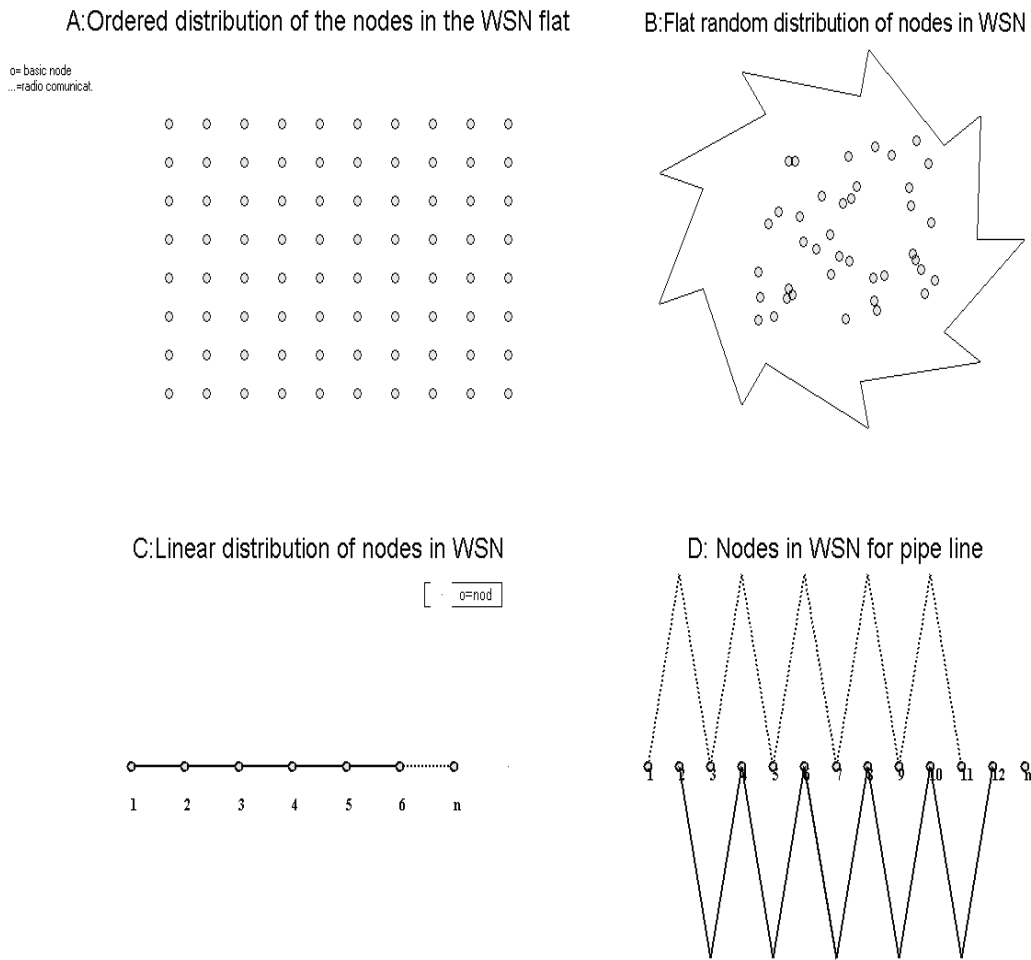 A:Ordered distribution of the nodes in the WSN flat
o= basic node
...=radio comunicat.
B:Flat random distribution of nodes in WSN
C:Linear distribution of nodes in WSN
o=nod
1 2 3 4 5 6 n
D: Nodes in WSN for pipe line
1 2 3 4 5 6 7 8 9 10 11 12 n